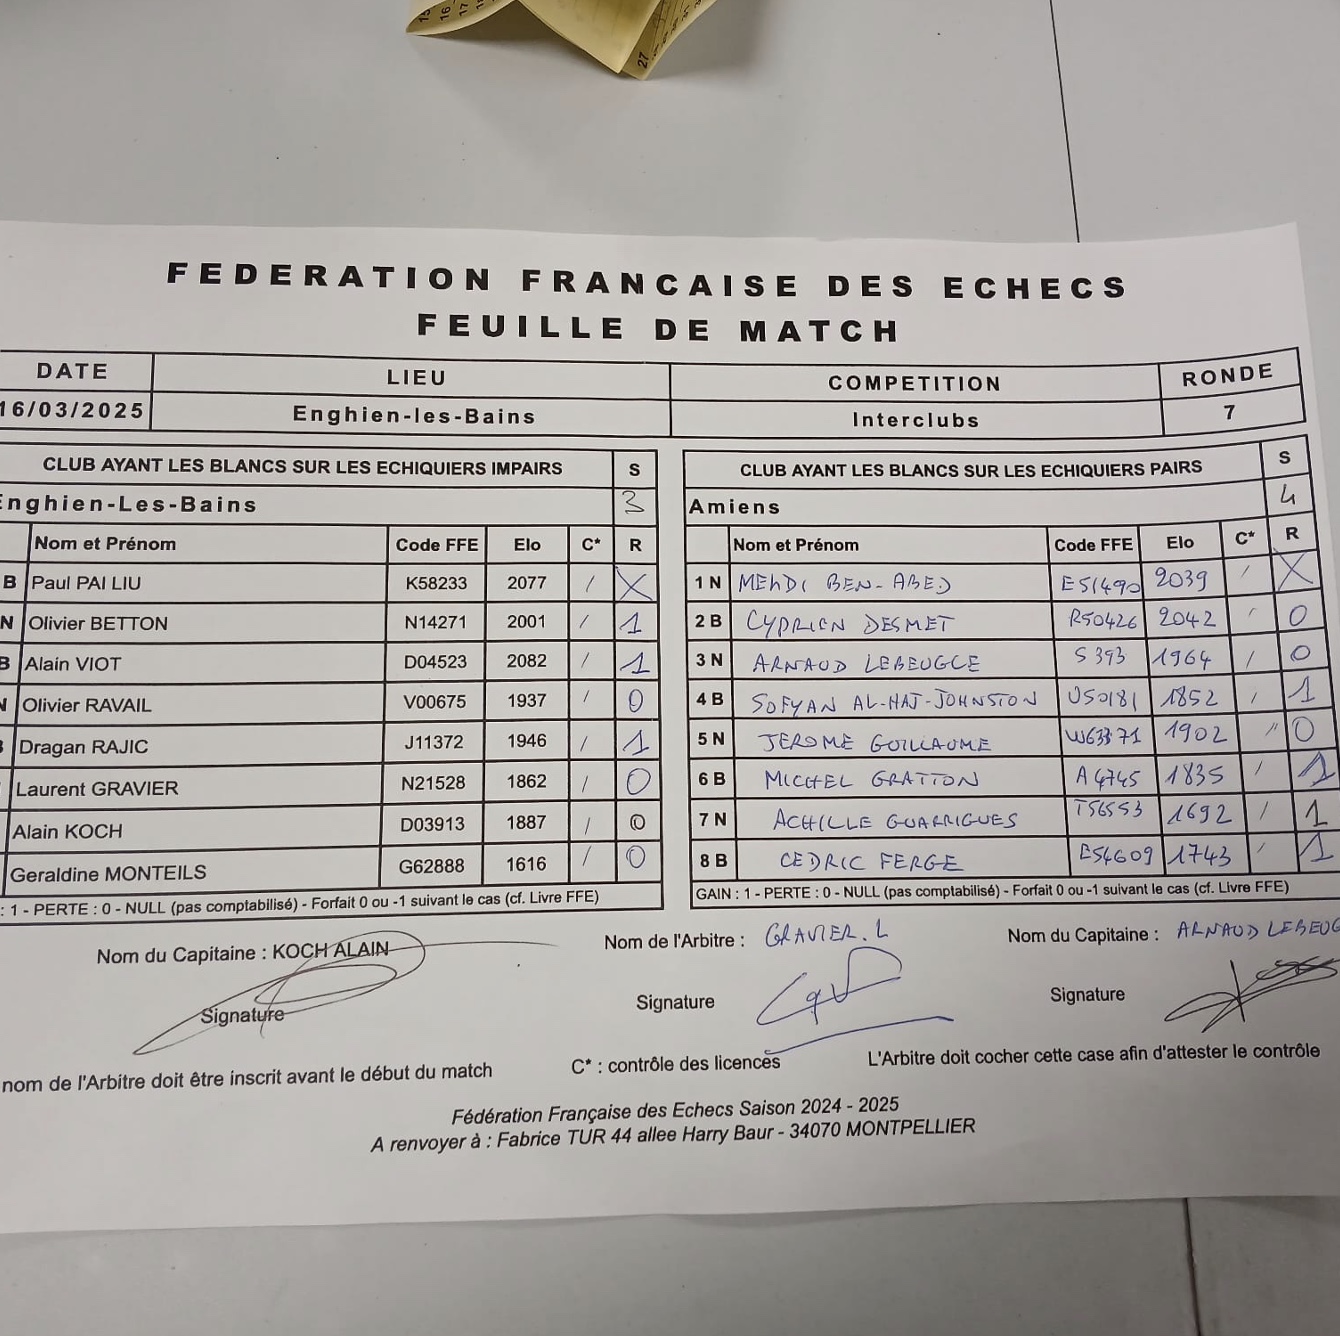 FEDERATION FRANCAISE DES ECHECS
FEUILLE DE MATCH
DATE LIEU COMPETITION RONDE
16/03/2025 Enghien-les-Bains Interclubs 7
CLUB AYANT LES BLANCS SUR LES ECHIQUIERS IMPAIRS S CLUB AYANT LES BLANCS SUR LES ECHIQUIERS PAIRS S
Enghien-Les-Bains 3 Amiens 4
Nom et Prénom Code FFE Elo C* R Nom et Prénom Code FFE Elo C* R
B Paul PAI LIU K58233 2077 / X 1 N MEHDI BEN-ABED E51490 2039 / X
N Olivier BETTON N14271 2001 / 1 2 B CYPRIEN DESMET R50426 2042 / 0
B Alain VIOT D04523 2082 / 1 3 N ARNAUD LEBEUGLE S393 1964 / 0
N Olivier RAVAIL V00675 1937 / 0 4 B SOFYAN AL-HAJ-JOHNSTON U50181 1852 / 1
B Dragan RAJIC J11372 1946 / 1 5 N JEROME GUILLAUME W63371 1902 / 0
Laurent GRAVIER N21528 1862 / 0 6 B MICHEL GRATTON A4745 1835 / 1
Alain KOCH D03913 1887 / 0 7 N ACHILLE GUARRIGUES T56553 1692 / 1
Geraldine MONTEILS G62888 1616 / 0 8 B CEDRIC FERGE E54609 1743 / 1
: 1 - PERTE : 0 - NULL (pas comptabilisé) - Forfait 0 ou -1 suivant le cas (cf. Livre FFE) GAIN : 1 - PERTE : 0 - NULL (pas comptabilisé) - Forfait 0 ou -1 suivant le cas (cf. Livre FFE)
Nom du Capitaine : KOCH ALAIN Nom de l'Arbitre : GRAVIER. L Nom du Capitaine : ARNAUD LEBEUG
Signature Signature Signature
nom de l'Arbitre doit être inscrit avant le début du match C* : contrôle des licences L'Arbitre doit cocher cette case afin d'attester le contrôle
Fédération Française des Echecs Saison 2024 - 2025
A renvoyer à : Fabrice TUR 44 allee Harry Baur - 34070 MONTPELLIER